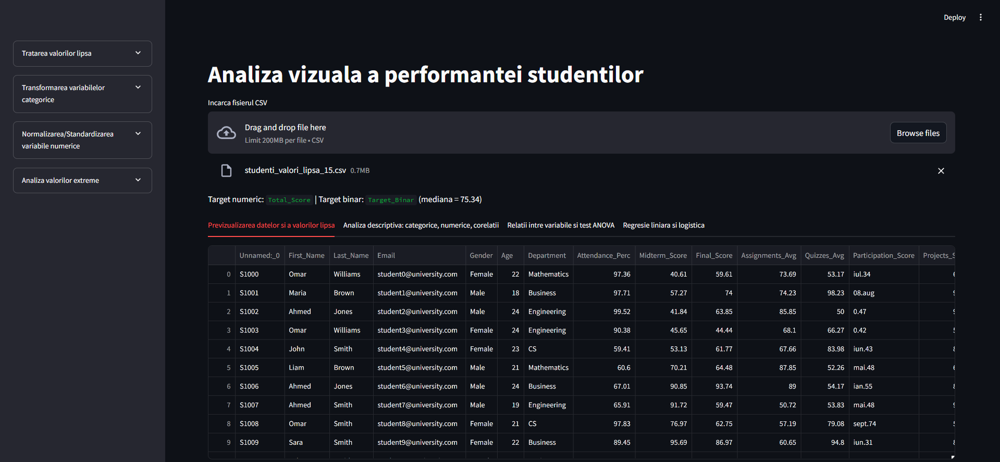 Deploy
Tratarea valorilor lipsa
Transformarea variabilelor
categorice
Normalizarea/Standardizarea
variabile numerice
Analiza valorilor extreme
Analiza vizuala a performantei studentilor
Incarca fisierul CSV
Drag and drop file here
Limit 200MB per file • CSV
Browse files
studenti_valori_lipsa_15.csv 0.7MB
Target numeric: Total_Score | Target binar: Target_Binar (mediana = 75.34)
Previzualizarea datelor si a valorilor lipsa Analiza descriptiva: categorice, numerice, corelatii Relatii intre variabile si test ANOVA Regresie liniara si logistica
Unnamed:_0 First_Name Last_Name Email Gender Age Department Attendance_Perc Midterm_Score Final_Score Assignments_Avg Quizzes_Avg Participation_Score
0 S1000 Omar Williams student0@university.com Female 22 Mathematics 97.36 40.61 59.61 73.69 53.17 iul.34
1 S1001 Maria Brown student1@university.com Male 18 Business 97.71 57.27 74 74.23 98.23 08.aug
2 S1002 Ahmed Jones student2@university.com Male 24 Engineering 99.52 41.84 63.85 85.85 50 0.47
3 S1003 Omar Williams student3@university.com Female 24 Engineering 90.38 45.65 44.44 68.1 66.27 0.42
4 S1004 John Smith student4@university.com Female 23 CS 59.41 53.13 61.77 67.66 83.98 iun.43
5 S1005 Liam Brown student5@university.com Male 21 Mathematics 60.6 70.21 64.48 87.85 52.26 mai.48
6 S1006 Ahmed Jones student6@university.com Male 24 Business 67.01 90.85 93.74 89 54.17 ian.55
7 S1007 Ahmed Smith student7@university.com Male 19 Engineering 65.91 91.72 59.47 50.72 53.83 mai.48
8 S1008 Omar Smith student8@university.com Female 21 CS 97.83 76.97 62.75 57.19 79.08 sept.74
9 S1009 Sara Smith student9@university.com Female 22 Business 89.45 95.69 86.97 60.65 94.8 iun.31